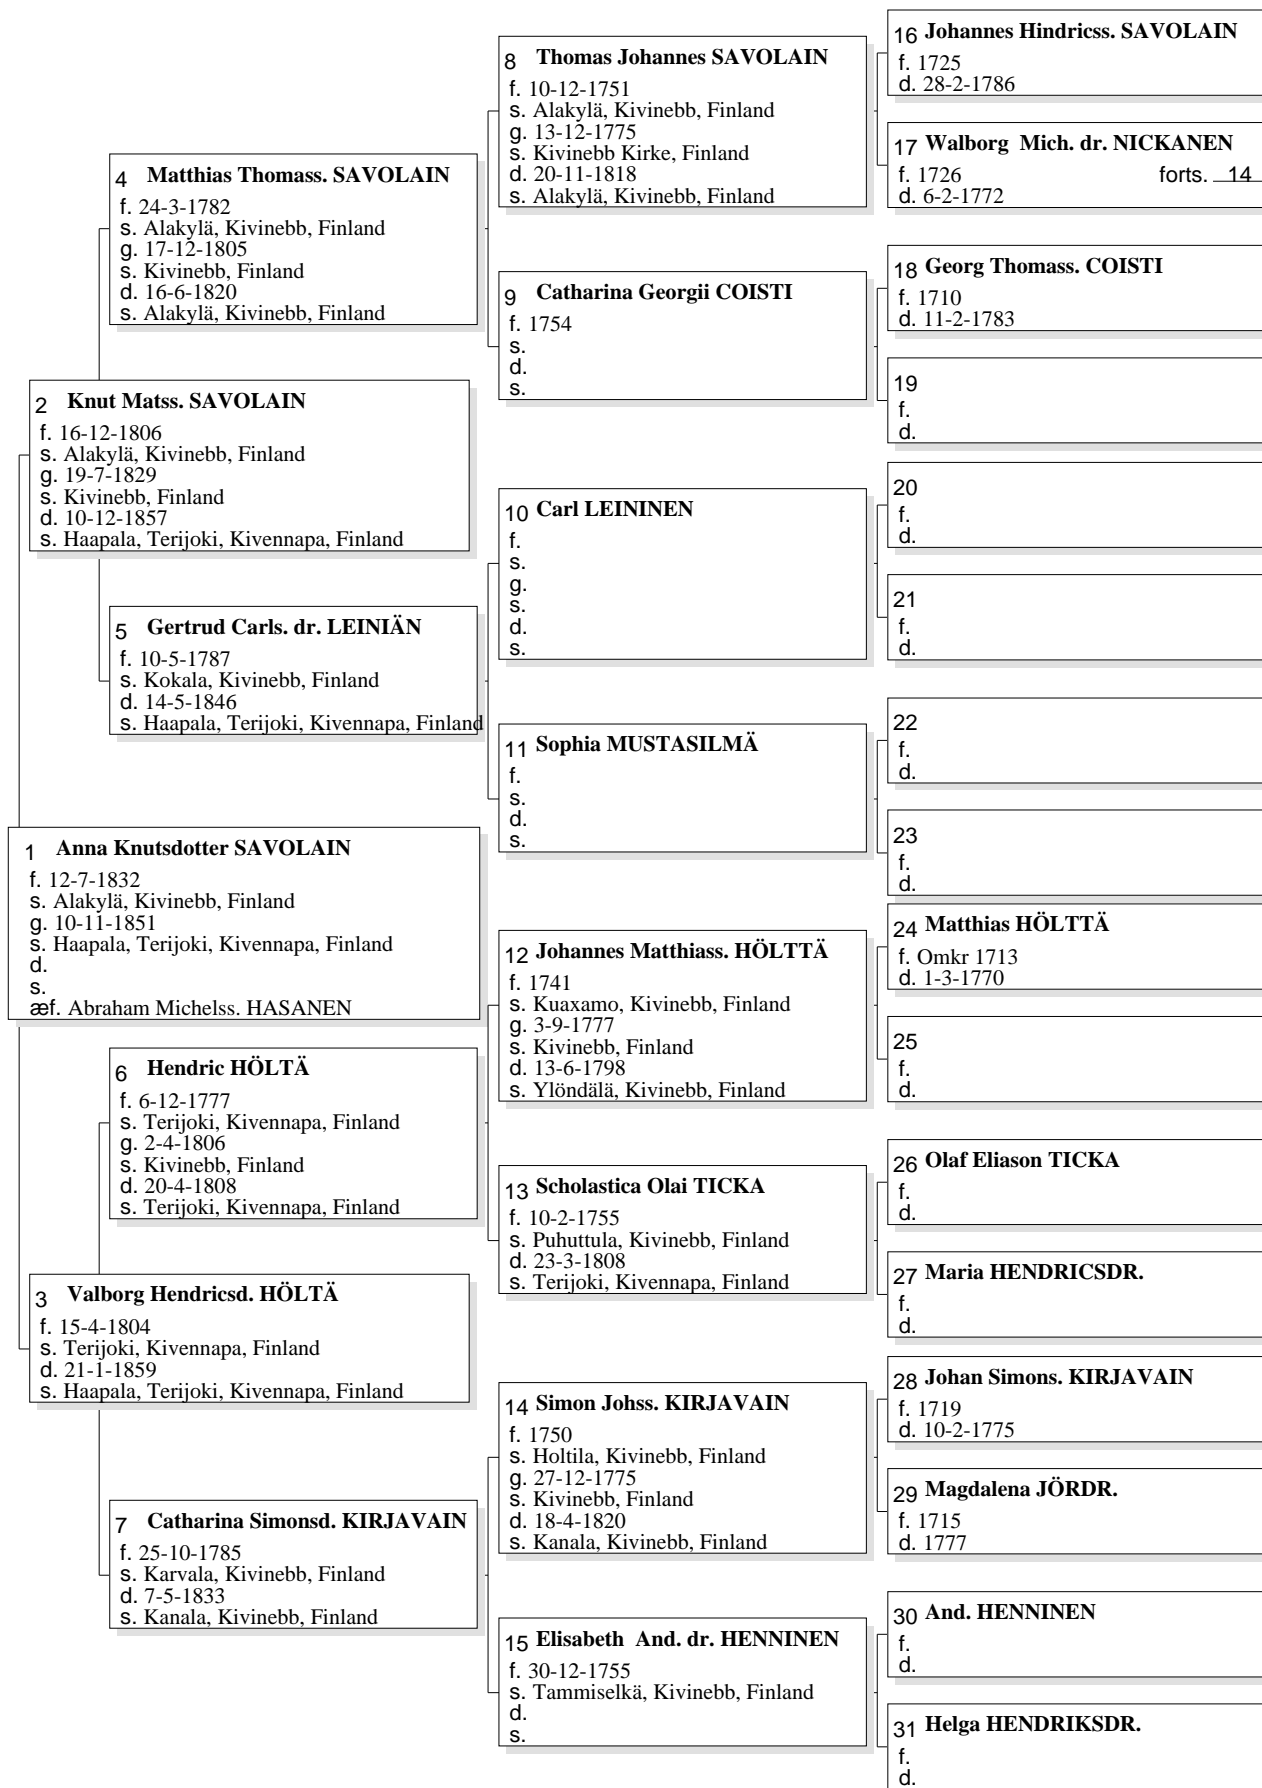 1 Anna Knutsdotter SAVOLAIN
f. 12-7-1832
s. Alakylä, Kivinebb, Finland
g. 10-11-1851
s. Haapala, Terijoki, Kivennapa, Finland
d.
s.
æf. Abraham Michelss. HASANEN
2 Knut Matss. SAVOLAIN
f. 16-12-1806
s. Alakylä, Kivinebb, Finland
g. 19-7-1829
s. Kivinebb, Finland
d. 10-12-1857
s. Haapala, Terijoki, Kivennapa, Finland
3 Valborg Hendricsd. HÖLTÄ
f. 15-4-1804
s. Terijoki, Kivennapa, Finland
d. 21-1-1859
s. Haapala, Terijoki, Kivennapa, Finland
4 Matthias Thomass. SAVOLAIN
f. 24-3-1782
s. Alakylä, Kivinebb, Finland
g. 17-12-1805
s. Kivinebb, Finland
d. 16-6-1820
s. Alakylä, Kivinebb, Finland
5 Gertrud Carls. dr. LEINIÄN
f. 10-5-1787
s. Kokala, Kivinebb, Finland
d. 14-5-1846
s. Haapala, Terijoki, Kivennapa, Finland
6 Hendric HÖLTÄ
f. 6-12-1777
s. Terijoki, Kivennapa, Finland
g. 2-4-1806
s. Kivinebb, Finland
d. 20-4-1808
s. Terijoki, Kivennapa, Finland
7 Catharina Simonsd. KIRJAVAIN
f. 25-10-1785
s. Karvala, Kivinebb, Finland
d. 7-5-1833
s. Kanala, Kivinebb, Finland
8 Thomas Johannes SAVOLAIN
f. 10-12-1751
s. Alakylä, Kivinebb, Finland
g. 13-12-1775
s. Kivinebb Kirke, Finland
d. 20-11-1818
s. Alakylä, Kivinebb, Finland
9 Catharina Georgii COISTI
f. 1754
s.
d.
s.
10 Carl LEININEN
f.
s.
g.
s.
d.
s.
11 Sophia MUSTASILMÄ
f.
s.
d.
s.
12 Johannes Matthiass. HÖLTTÄ
f. 1741
s. Kuaxamo, Kivinebb, Finland
g. 3-9-1777
s. Kivinebb, Finland
d. 13-6-1798
s. Ylöndälä, Kivinebb, Finland
13 Scholastica Olai TICKA
f. 10-2-1755
s. Puhuttula, Kivinebb, Finland
d. 23-3-1808
s. Terijoki, Kivennapa, Finland
14 Simon Johss. KIRJAVAIN
f. 1750
s. Holtila, Kivinebb, Finland
g. 27-12-1775
s. Kivinebb, Finland
d. 18-4-1820
s. Kanala, Kivinebb, Finland
15 Elisabeth And. dr. HENNINEN
f. 30-12-1755
s. Tammiselkä, Kivinebb, Finland
d.
s.
16 Johannes Hindricss. SAVOLAIN
f. 1725
d. 28-2-1786
17 Walborg Mich. dr. NICKANEN
f. 1726 forts. 14
d. 6-2-1772
18 Georg Thomass. COISTI
f. 1710
d. 11-2-1783
19
f.
d.
20
f.
d.
21
f.
d.
22
f.
d.
23
f.
d.
24 Matthias HÖLTTÄ
f. Omkr 1713
d. 1-3-1770
25
f.
d.
26 Olaf Eliason TICKA
f.
d.
27 Maria HENDRICSDR.
f.
d.
28 Johan Simons. KIRJAVAIN
f. 1719
d. 10-2-1775
29 Magdalena JÖRDR.
f. 1715
d. 1777
30 And. HENNINEN
f.
d.
31 Helga HENDRIKSDR.
f.
d.